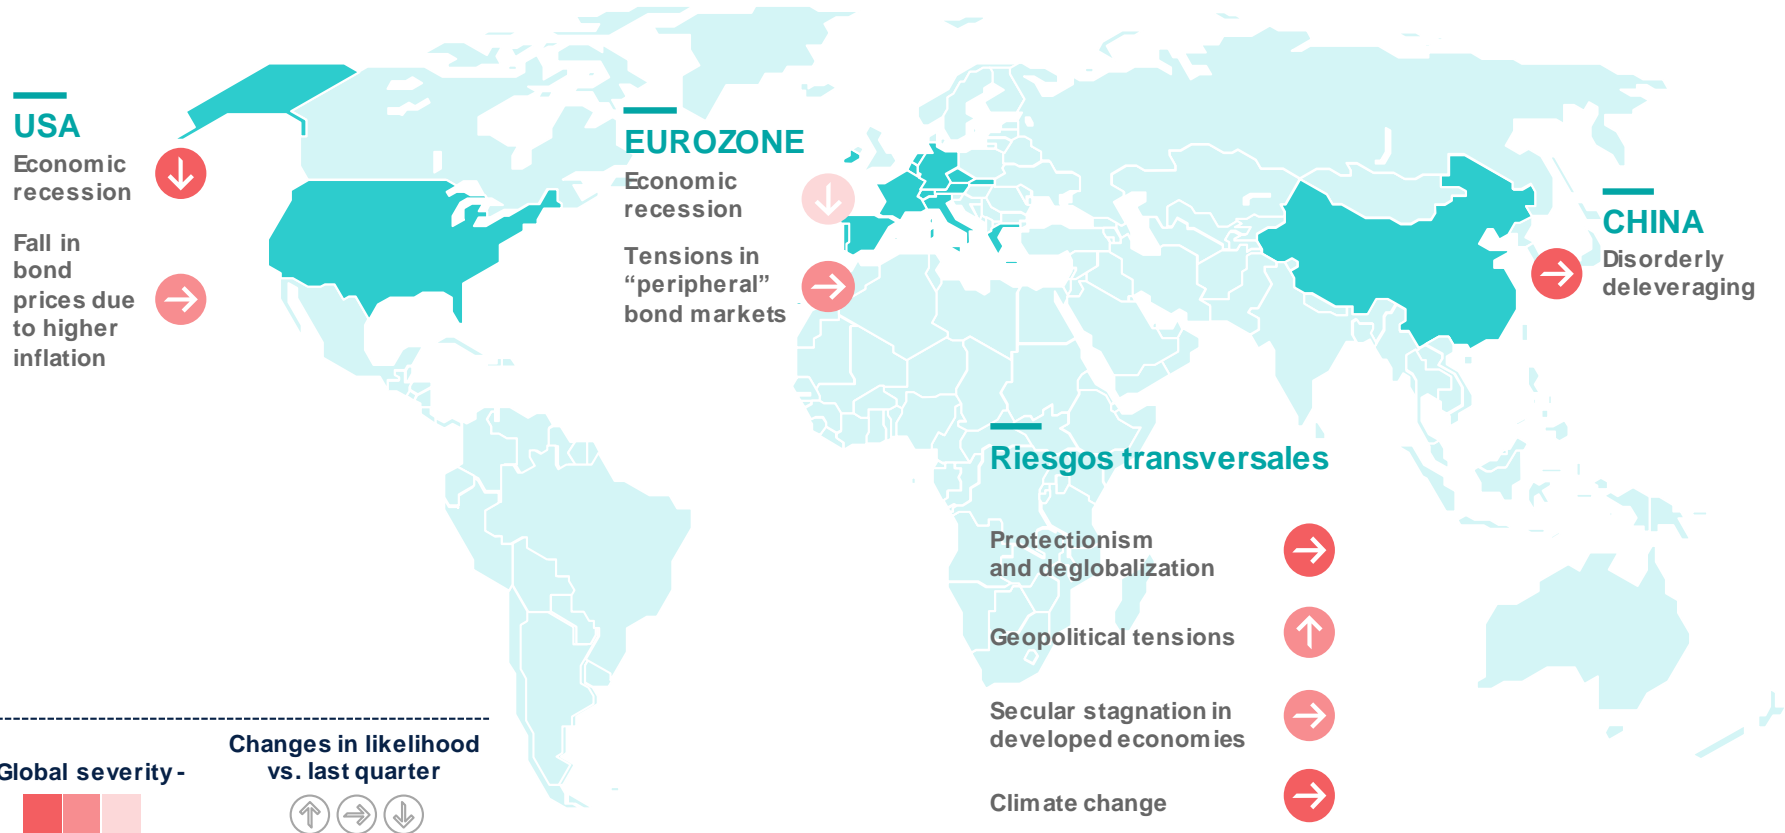 USA
Economic
recession
Fall in
bond
prices due
to higher
inflation
EUROZONE
Economic
recession
Tensions in
“peripheral”
bond markets
CHINA
Disorderly
deleveraging
Riesgos transversales
Protectionism
and deglobalization
Geopolitical tensions
Secular stagnation in
developed economies
Climate change
Global severity -
Changes in likelihood
vs. last quarter